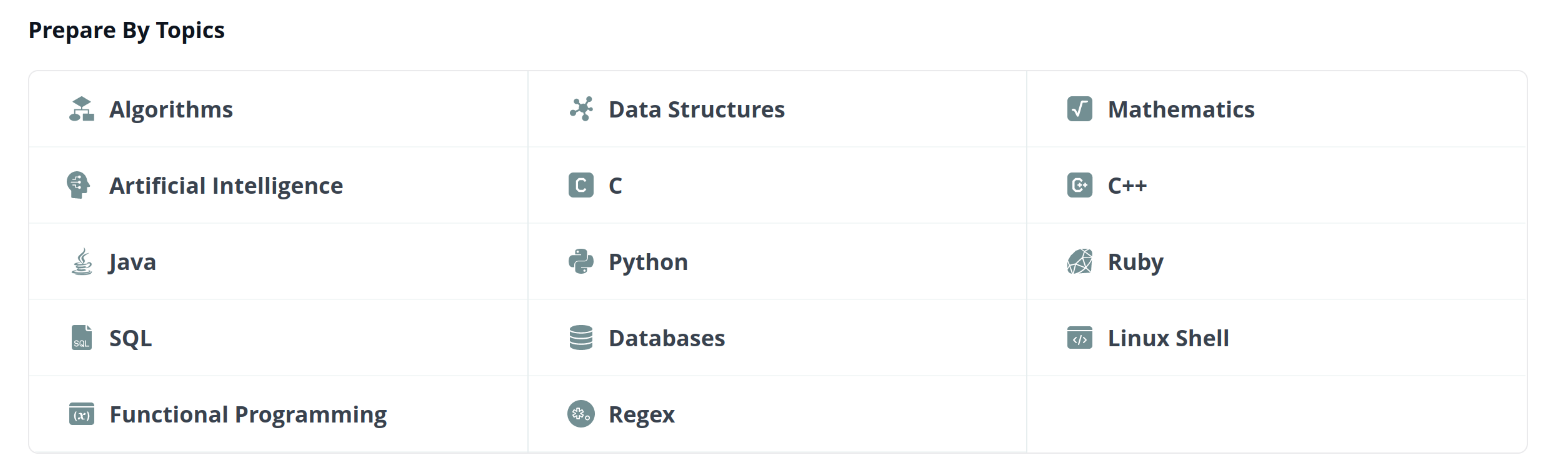 Prepare By Topics
Algorithms
Data Structures
Mathematics
Artificial Intelligence
C
C
C++
C++
Java
Python
Ruby
SQL
SQL
Databases
</> Linux Shell
(x) Functional Programming
Regex